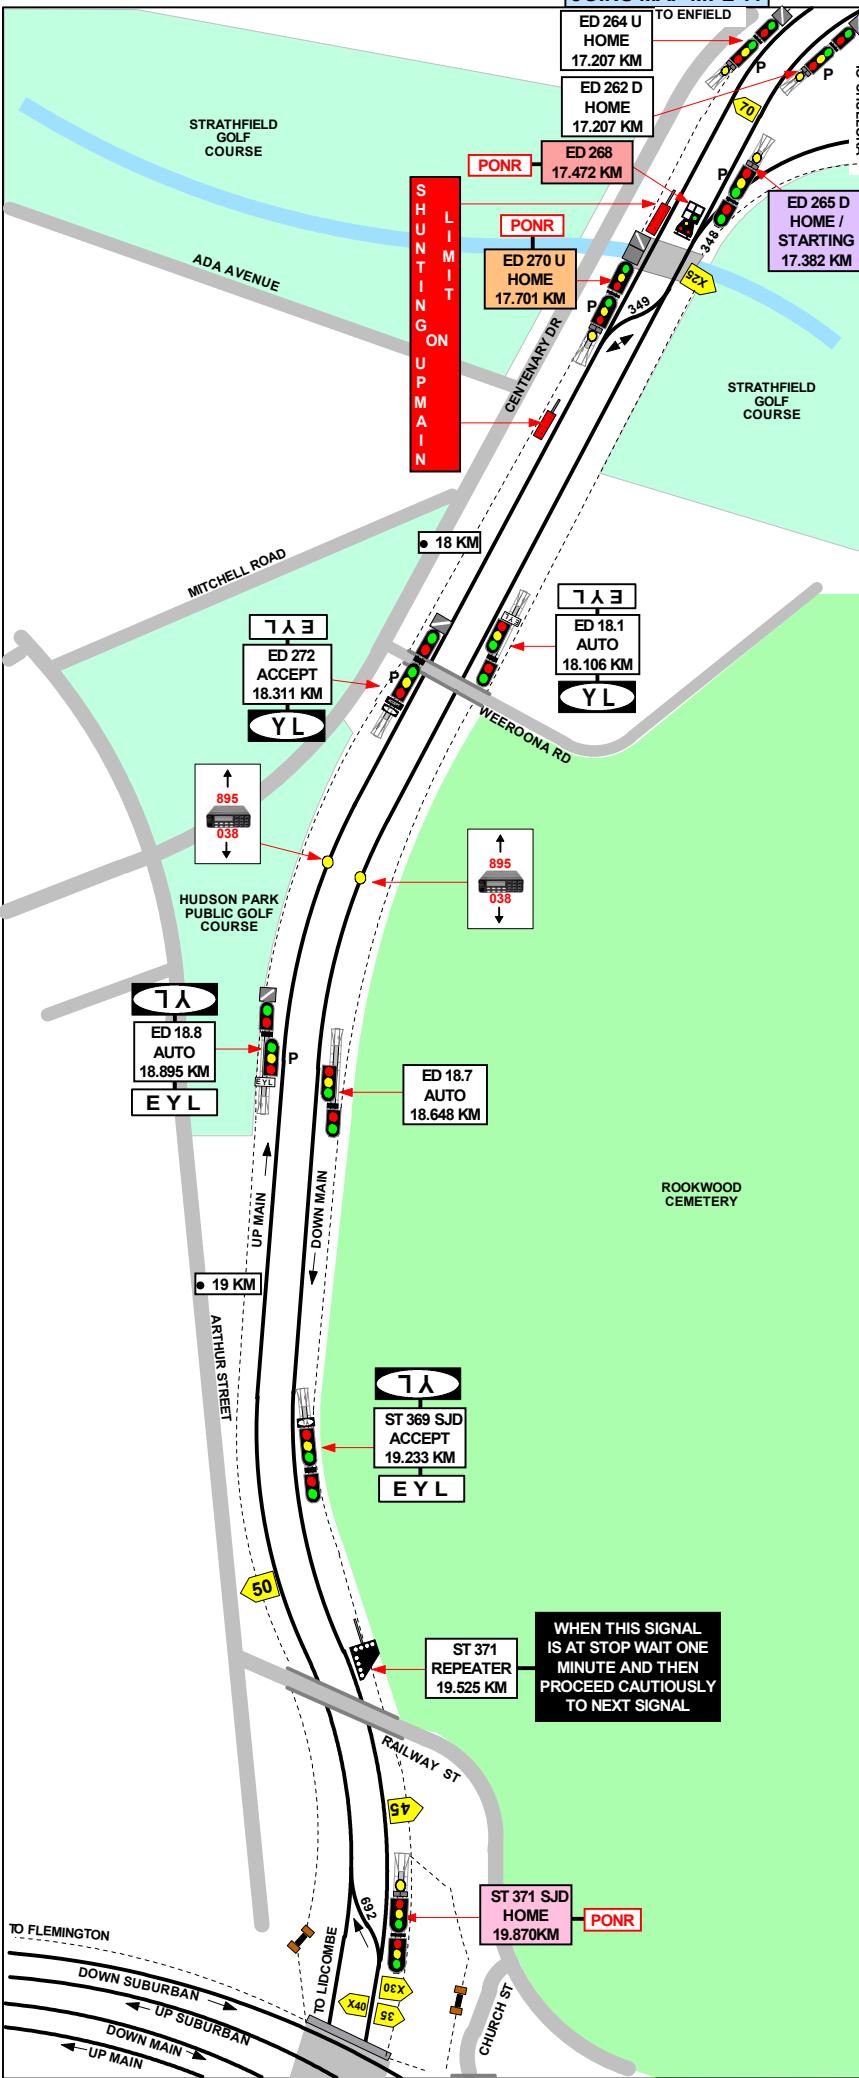 TO ENFIELD
ED 264 U
HOME
17.207 KM
P
P
ED 262 D
HOME
17.207 KM
70
STRATHFIELD
GOLF
COURSE
PONR
ED 268
17.472 KM
P
SHUNTING
LIMIT
ON
UP MAIN
PONR
ED 270 U
HOME
17.701 KM
348
ED 265 D
HOME /
STARTING
17.382 KM
X25
ADA AVENUE
P
349
CENTENARY DR
STRATHFIELD
GOLF
COURSE
18 KM
MITCHELL ROAD
EYL
ED 272
ACCEPT
18.311 KM
YL
P
EYL
ED 18.1
AUTO
18.106 KM
YL
WEEROONA RD
895
038
895
038
HUDSON PARK
PUBLIC GOLF
COURSE
YL
ED 18.8
AUTO
18.895 KM
EYL
P
EYL
ED 18.7
AUTO
18.648 KM
ROOKWOOD
CEMETERY
UP MAIN
DOWN MAIN
19 KM
ARTHUR STREET
YL
ST 369 SJD
ACCEPT
19.233 KM
EYL
50
ST 371
REPEATER
19.525 KM
WHEN THIS SIGNAL
IS AT STOP WAIT ONE
MINUTE AND THEN
PROCEED CAUTIOUSLY
TO NEXT SIGNAL
RAILWAY ST
45
692
ST 371 SJD
HOME
19.870KM
PONR
TO FLEMINGTON
TO LIDCOMBE
X30
X40
35
CHURCH ST
DOWN SUBURBAN
UP SUBURBAN
DOWN MAIN
UP MAIN